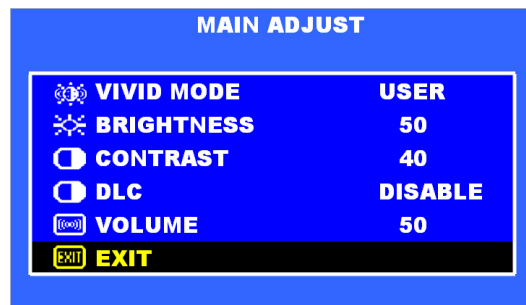 MAIN ADJUST
VIVID MODE USER
BRIGHTNESS 50
CONTRAST 40
DLC DISABLE
VOLUME 50
EXIT EXIT